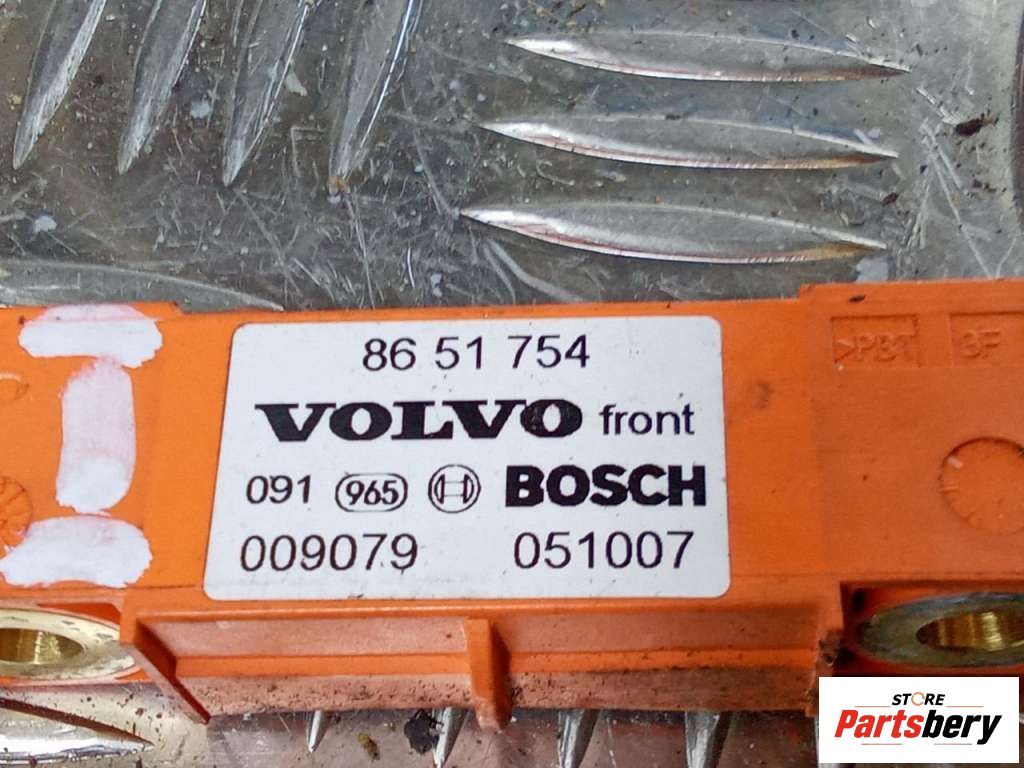 86 51 754
VOLVO front
091 965 BOSCH
009079 051007
>PBT 3F
STORE
Partsbery